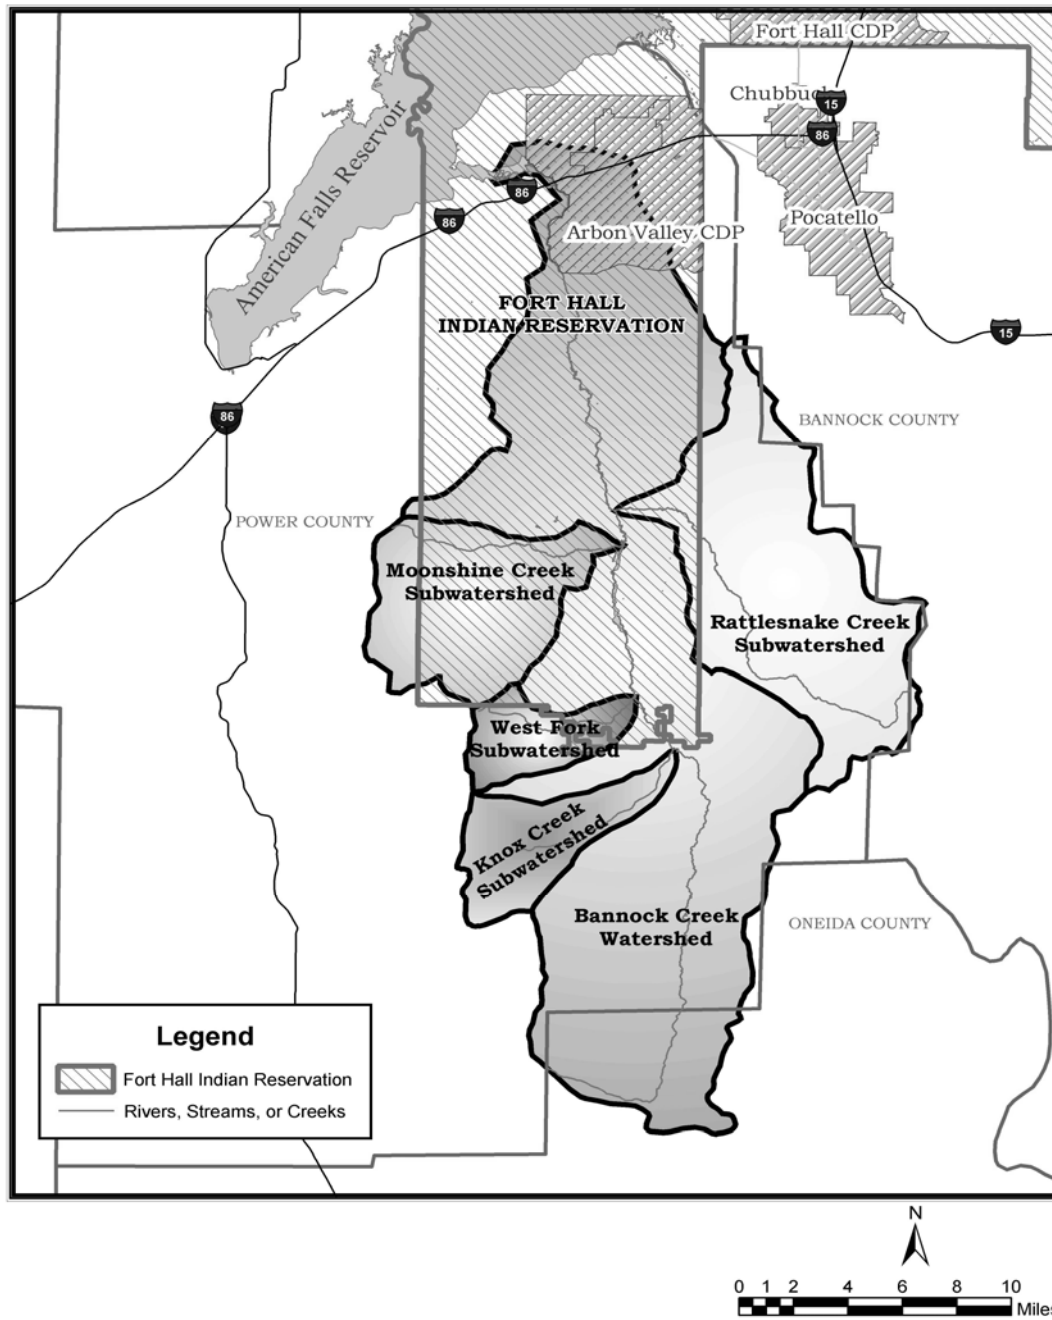 Fort Hall CDP
Chubbuck
15
86
American Falls Reservoir
86
86
Pocatello
Arbon Valley CDP
FORT HALL
INDIAN RESERVATION
15
86
BANNOCK COUNTY
POWER COUNTY
Moonshine Creek
Subwatershed
Rattlesnake Creek
Subwatershed
West Fork
Subwatershed
Knox Creek
Subwatershed
Bannock Creek
Watershed
ONEIDA COUNTY
Legend
Fort Hall Indian Reservation
Rivers, Streams, or Creeks
N
0 1 2 4 6 8 10
Miles